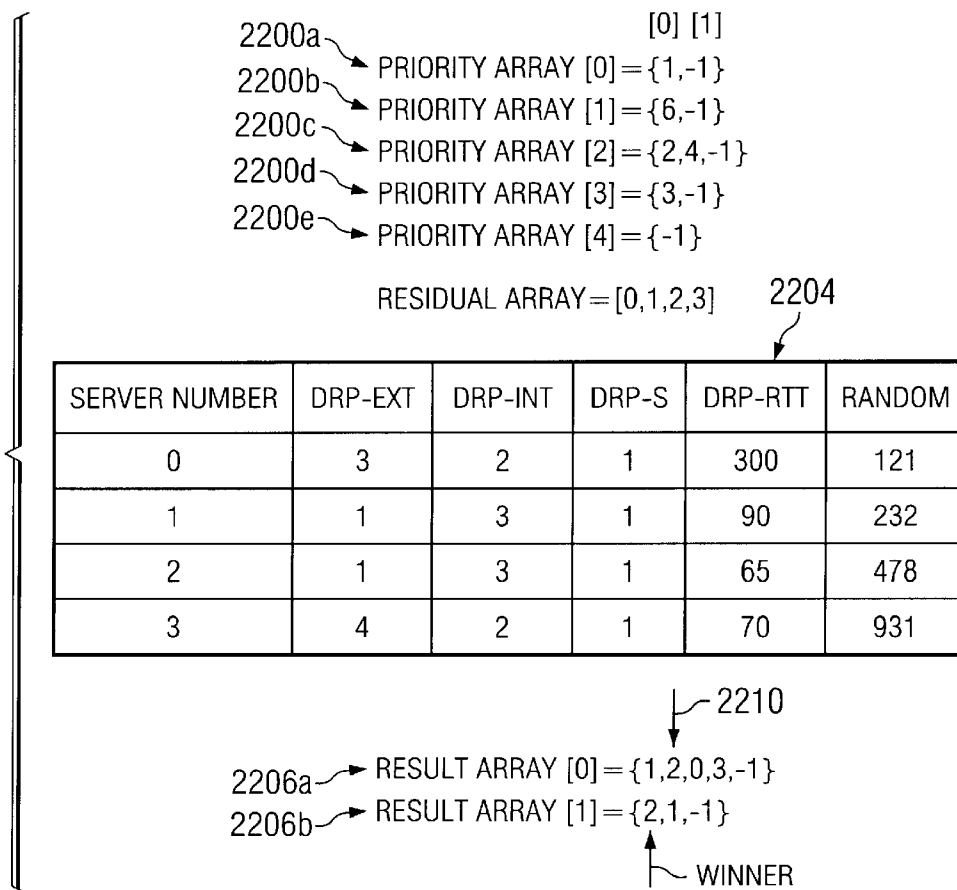 [0] [1]
2200a PRIORITY ARRAY [0]={1,-1}
2200b PRIORITY ARRAY [1]={6,-1}
2200c PRIORITY ARRAY [2]={2,4,-1}
2200d PRIORITY ARRAY [3]={3,-1}
2200e PRIORITY ARRAY [4]={-1}
RESIDUAL ARRAY=[0,1,2,3] 2204
SERVER NUMBER DRP-EXT DRP-INT DRP-S DRP-RTT RANDOM
0 3 2 1 300 121
1 1 3 1 90 232
2 1 3 1 65 478
3 4 2 1 70 931
2210
2206a RESULT ARRAY [0]={1,2,0,3,-1}
2206b RESULT ARRAY [1]={2,1,-1}
WINNER